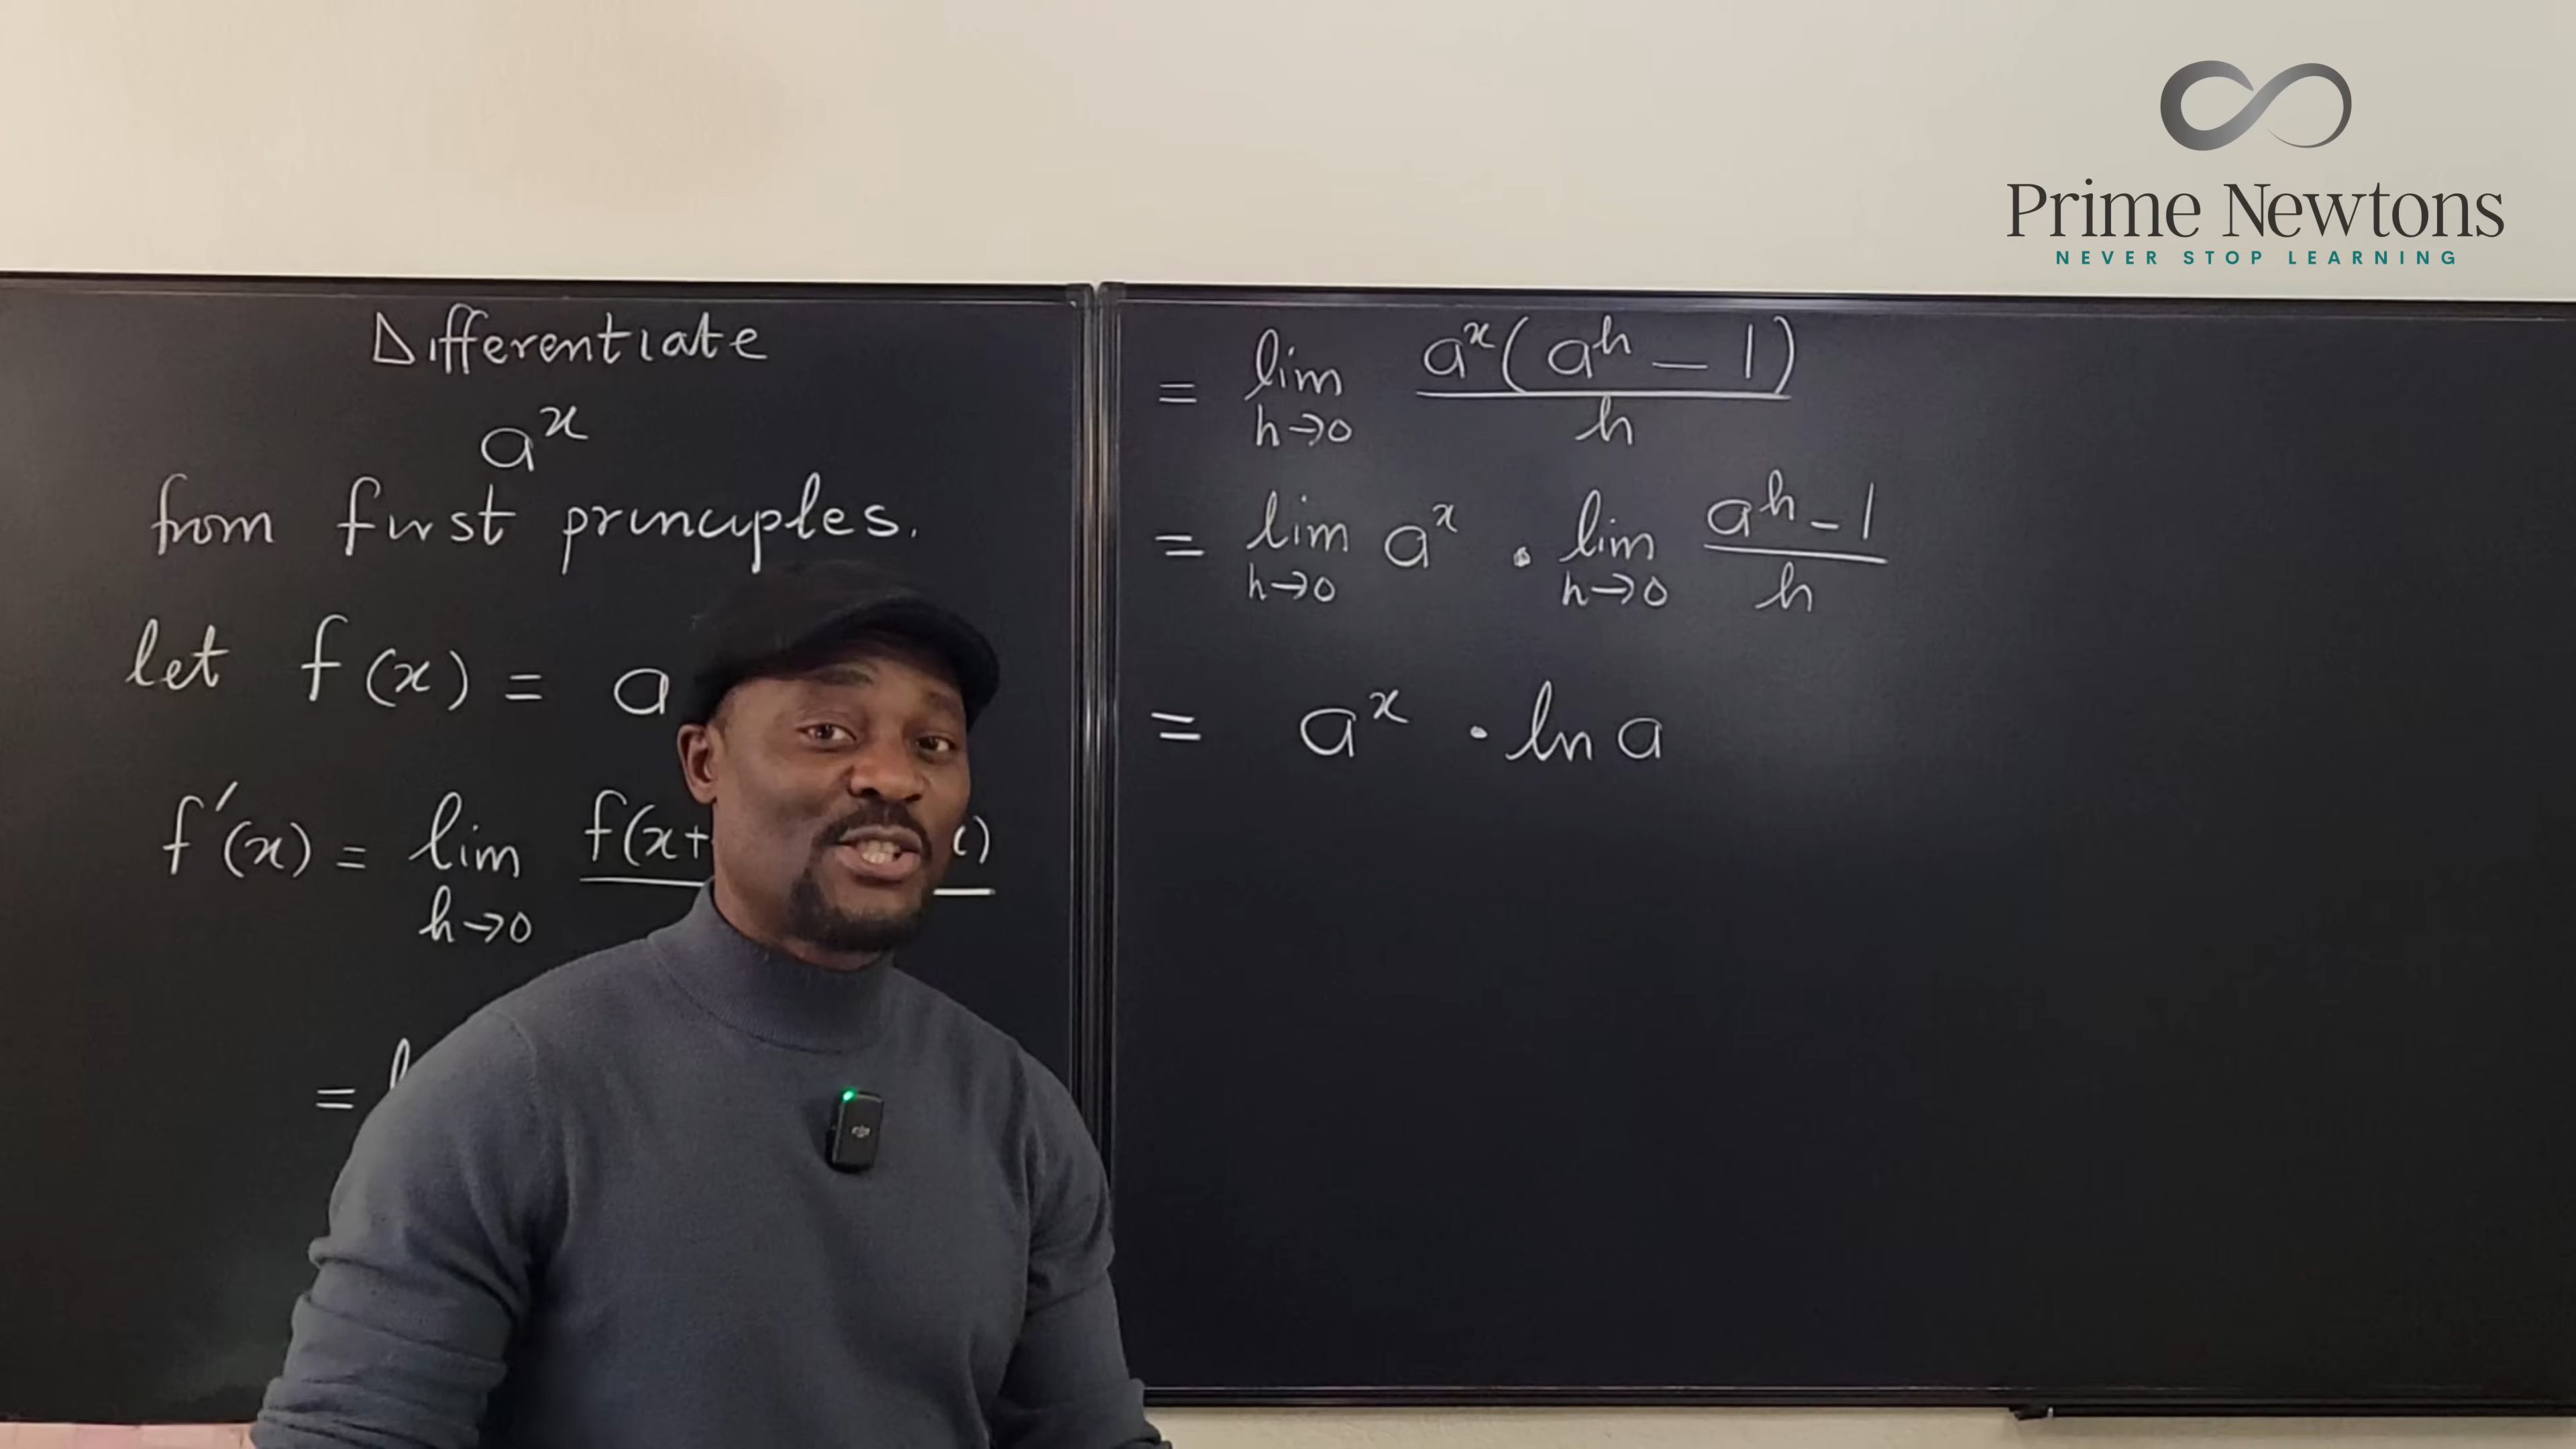 Prime Newtons
NEVER STOP LEARNING
Differentiate
a^x
from first principles.
let f(x) = a
f'(x) = lim f(x+ x)
h→0
= l
= lim a^x(a^h - 1)
h→0 h
= lim a^x · lim a^h - 1
h→0 h→0 h
= a^x · ln a